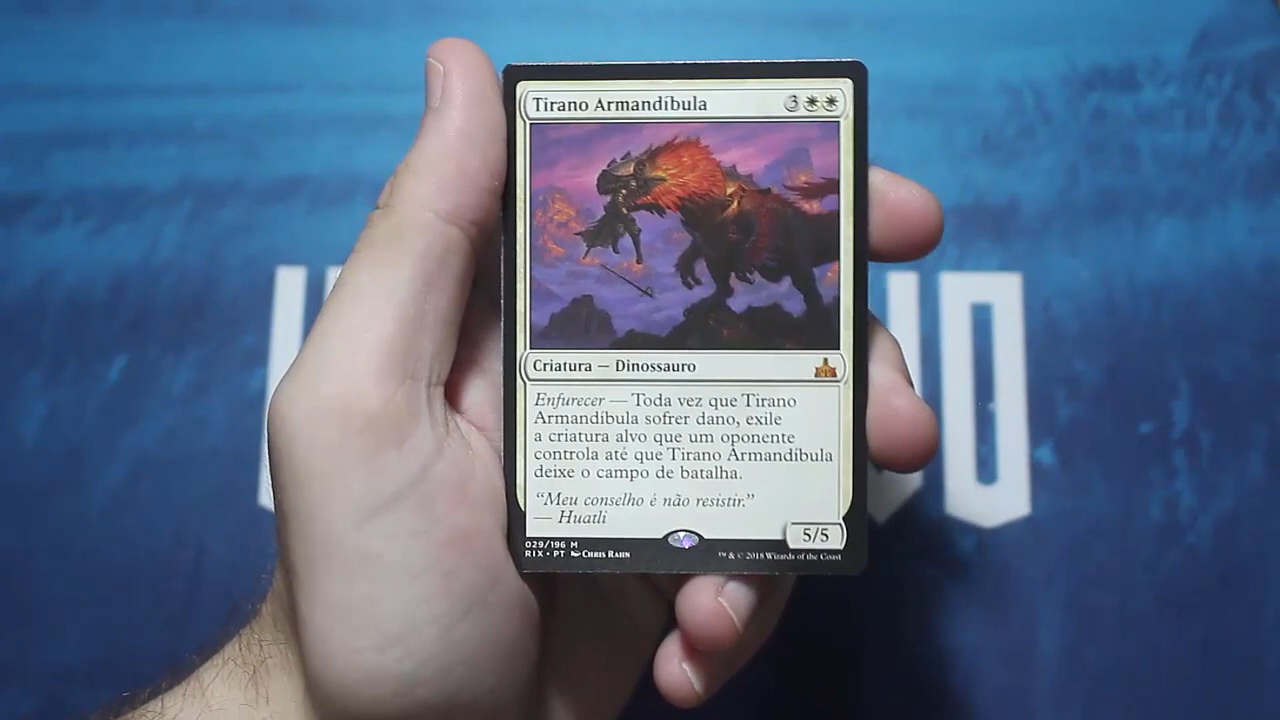 Tirano Armandíbula 3
Criatura — Dinossauro
Enfurecer — Toda vez que Tirano
Armandíbula sofrer dano, exile
a criatura alvo que um oponente
controla até que Tirano Armandíbula
deixe o campo de batalha.
“Meu conselho é não resistir.”
— Huatli
5/5
029/196 M
RIX • PT Chris Rahn
™ & © 2018 Wizards of the Coast